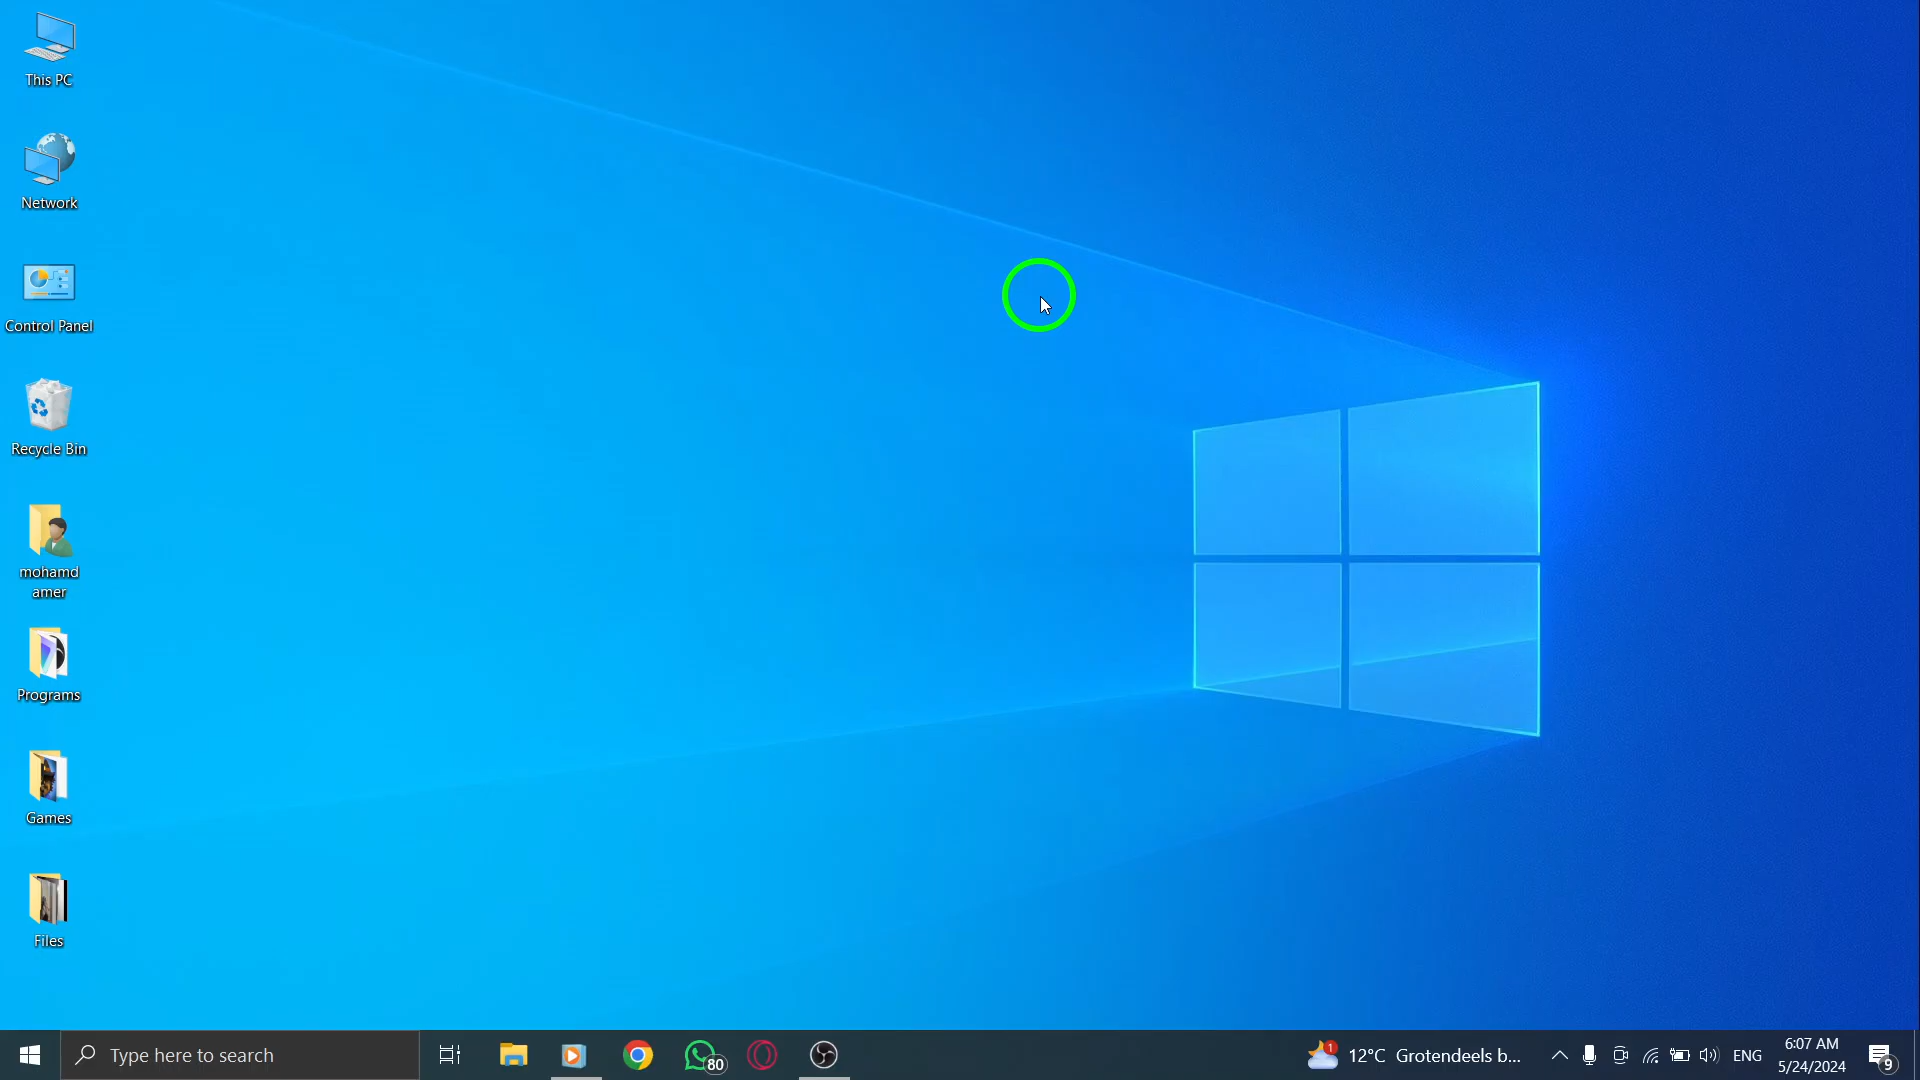 This PC
Network
Control Panel
Recycle Bin
mohamd
amer
Programs
Games
Files
Type here to search
80
1
12°C Grotendeels b...
ENG
6:07 AM
5/24/2024
9